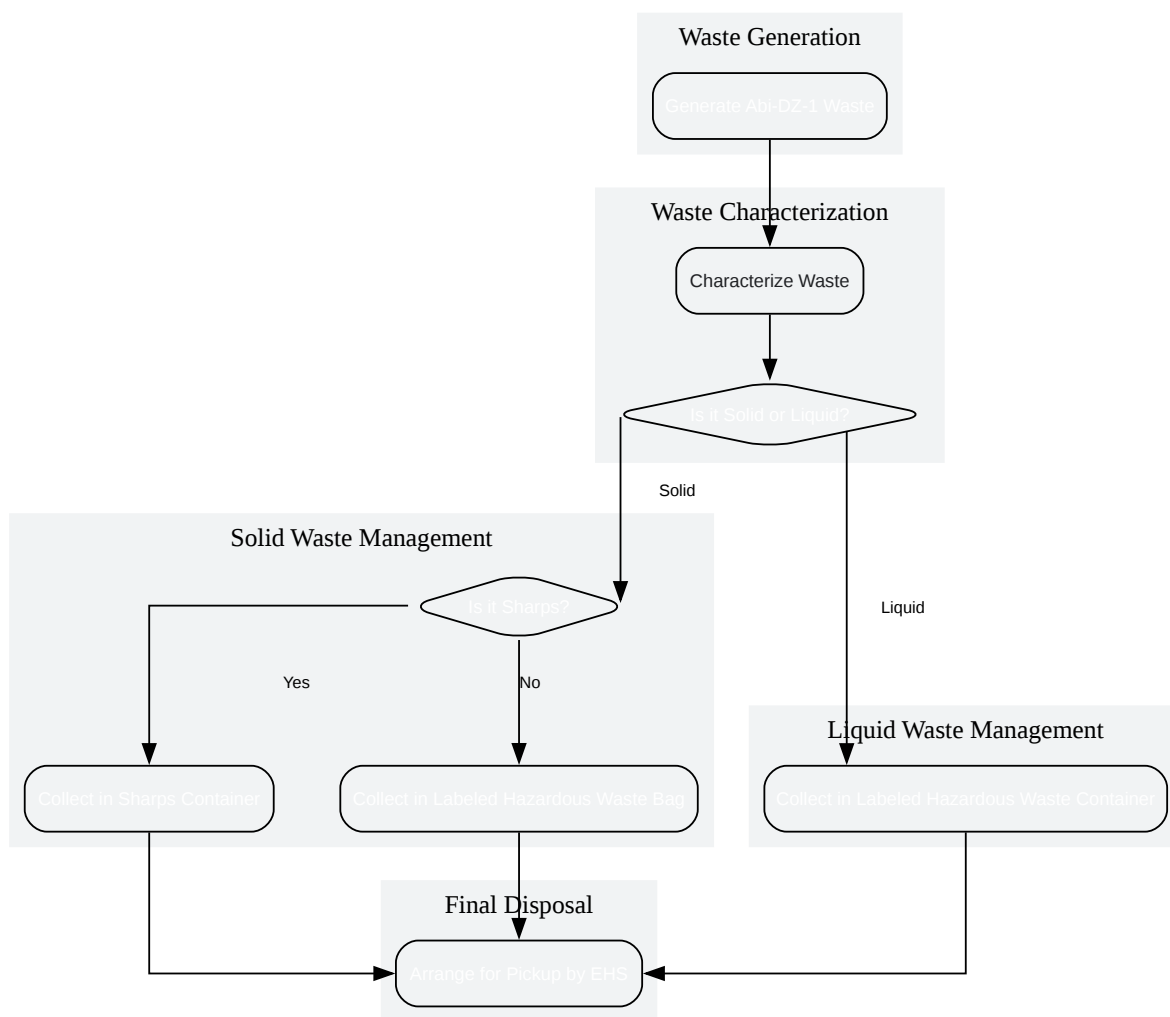 Waste Generation
Generate Abi-DZ-1 Waste
Waste Characterization
Characterize Waste
Is it Solid or Liquid?
Solid
Solid Waste Management
Is it Sharps?
Liquid
Yes
No
Liquid Waste Management
Collect in Sharps Container
Collect in Labeled Hazardous Waste Bag
Collect in Labeled Hazardous Waste Container
Final Disposal
Arrange for Pickup by EHS